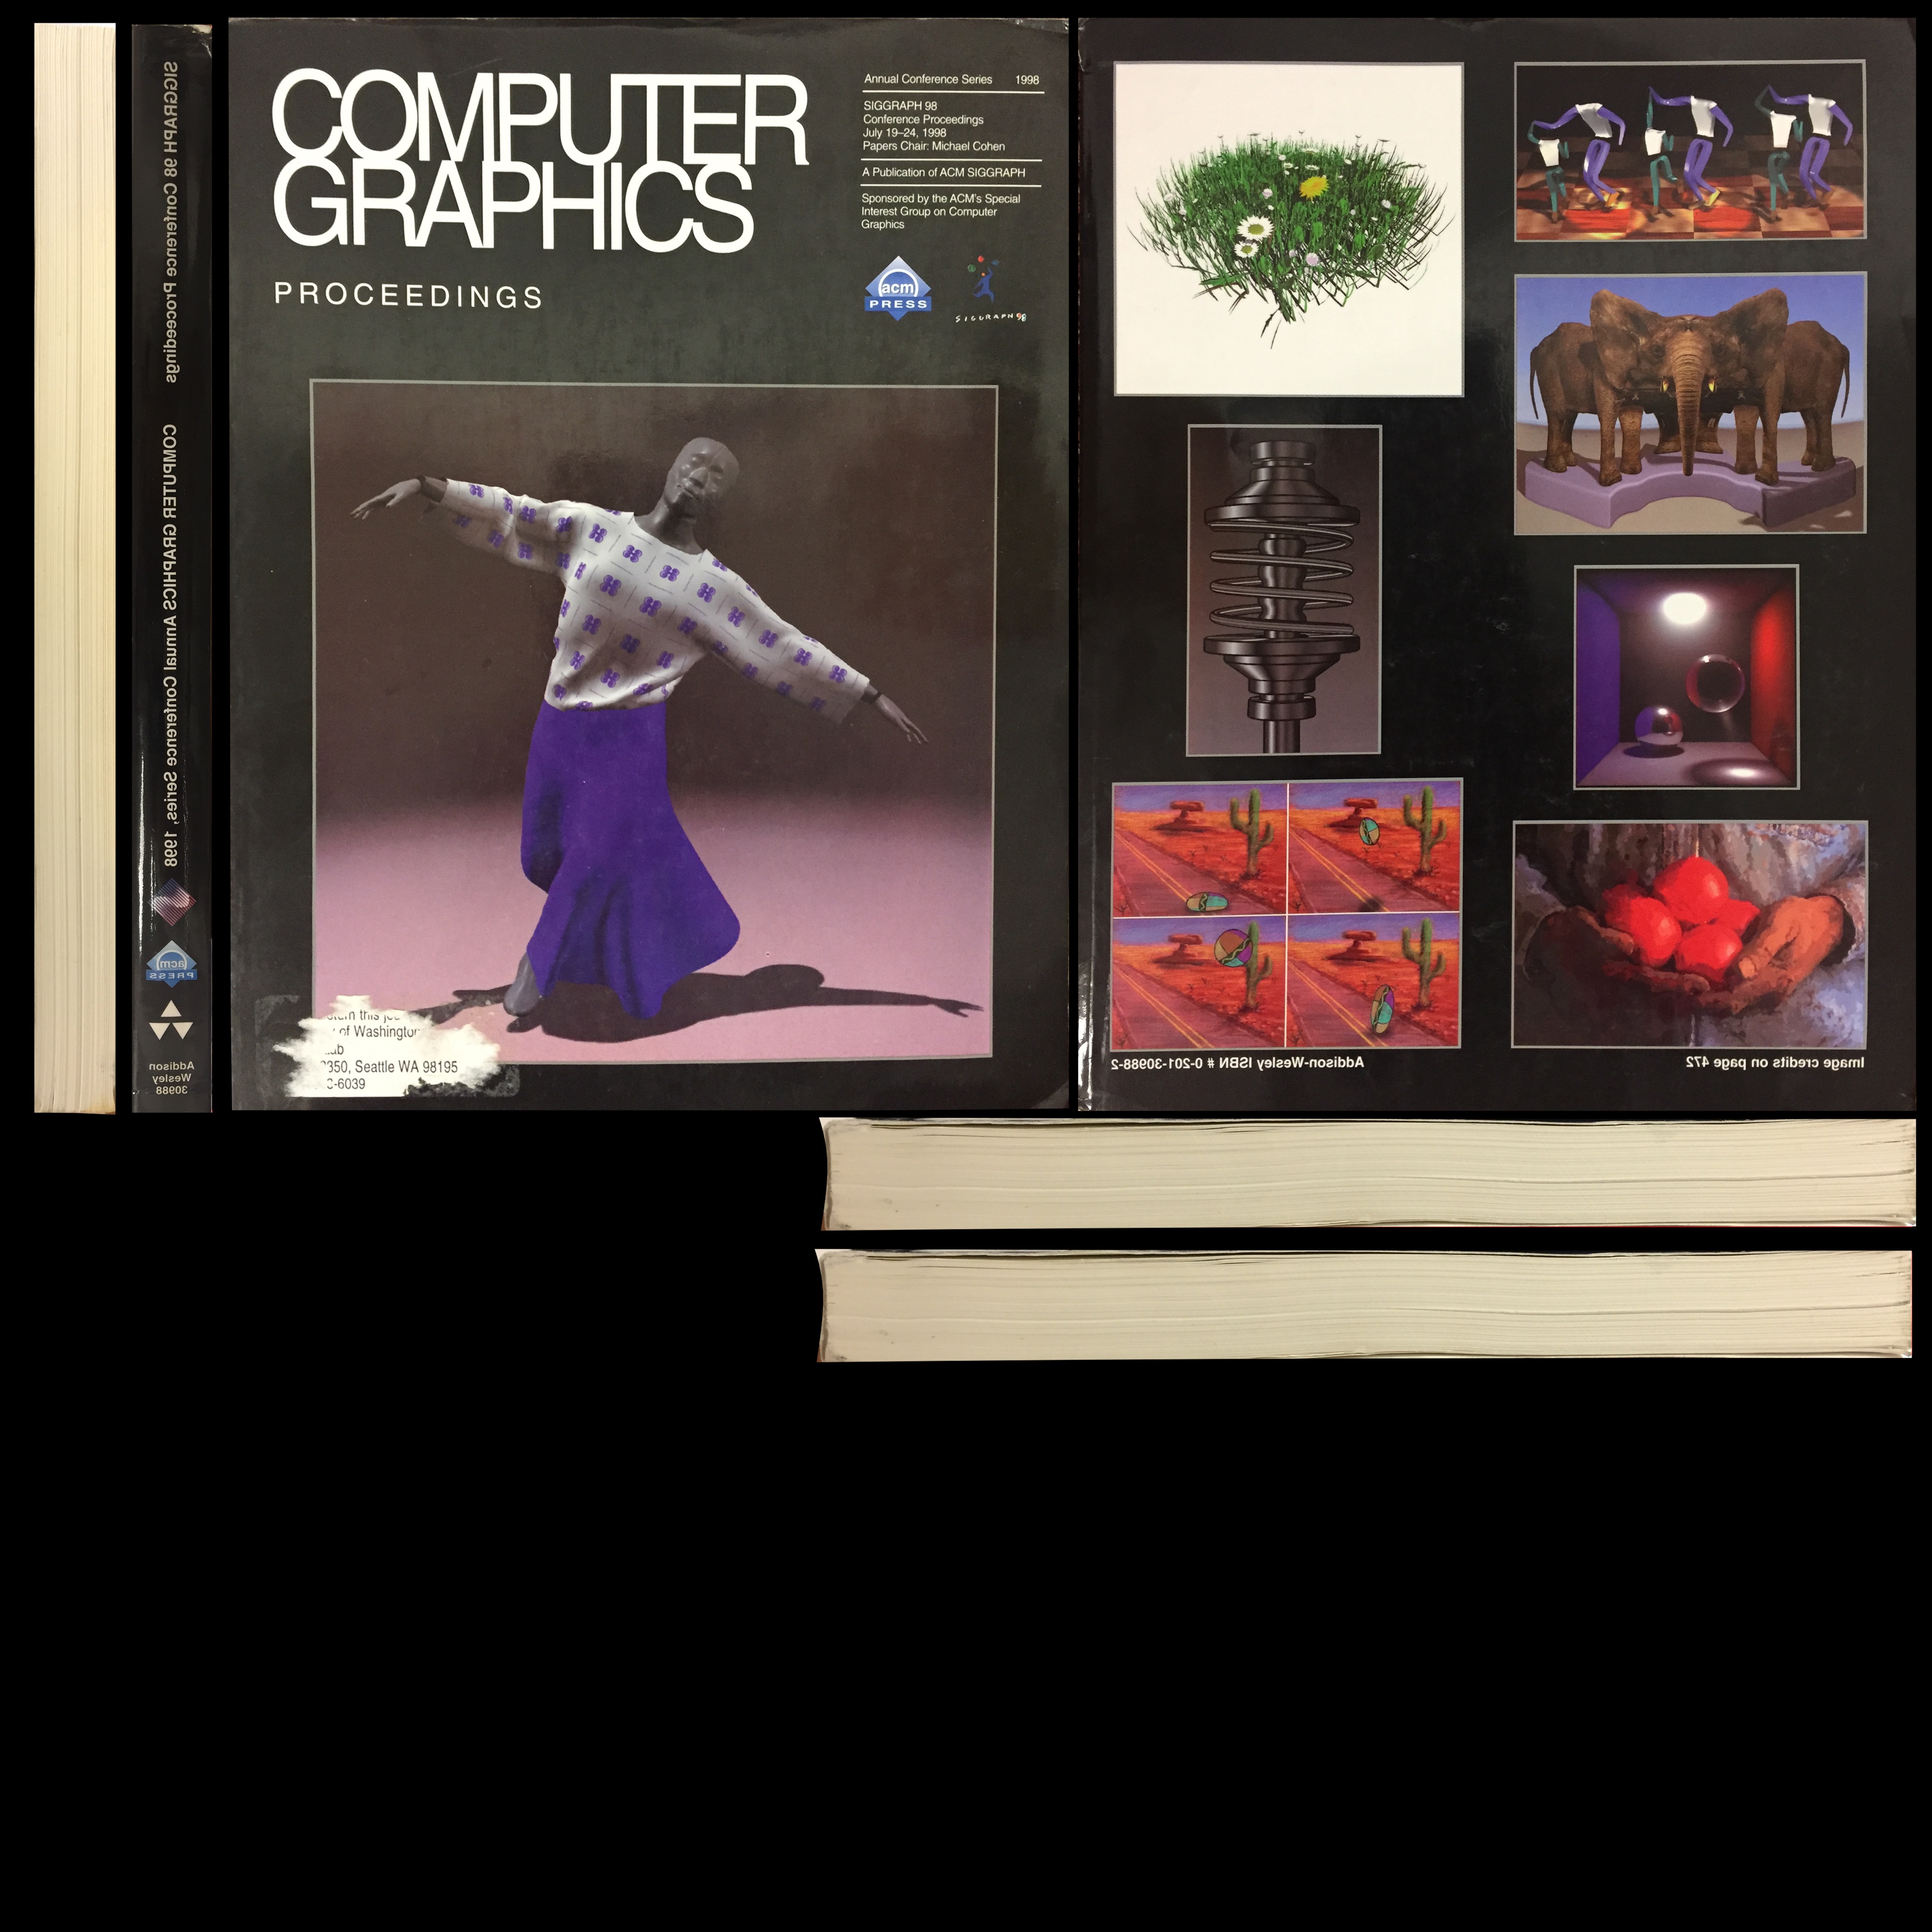 SIGGRAPH 98 Conference Proceedings
COMPUTER GRAPHICS Annual Conference Series, 1998
acm
PRESS
Addison
Wesley
30988
COMPUTER
GRAPHICS
PROCEEDINGS
Annual Conference Series 1998
SIGGRAPH 98
Conference Proceedings
July 19–24, 1998
Papers Chair: Michael Cohen
A Publication of ACM SIGGRAPH
Sponsored by the ACM's Special
Interest Group on Computer
Graphics
acm
PRESS
SIGGRAPH 98
this
of Washington
Seattle WA 98195
-6039
Addison-Wesley ISBN # 0-201-30988-2
Image credits on page 472